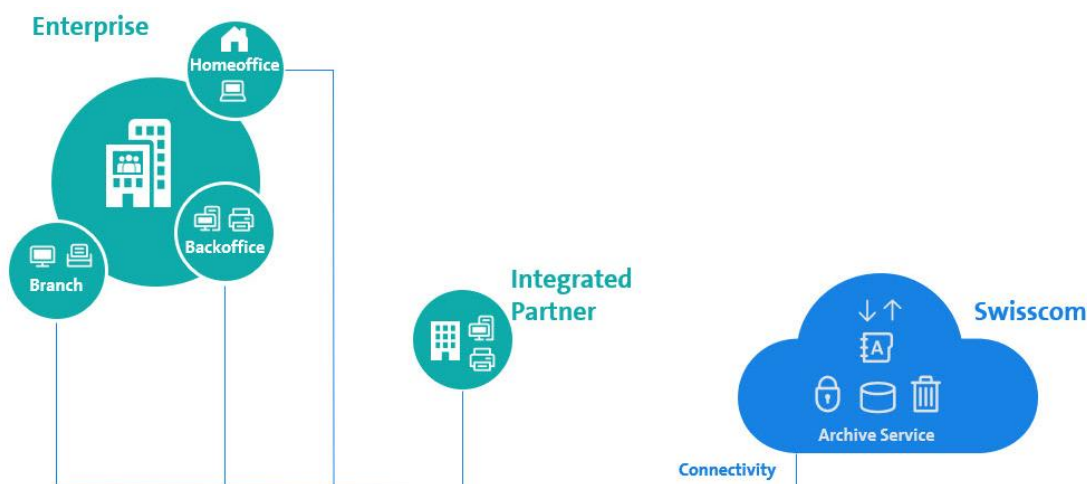 Enterprise
Homeoffice
Backoffice
Branch
Integrated
Partner
Swisscom
A
Archive Service
Connectivity